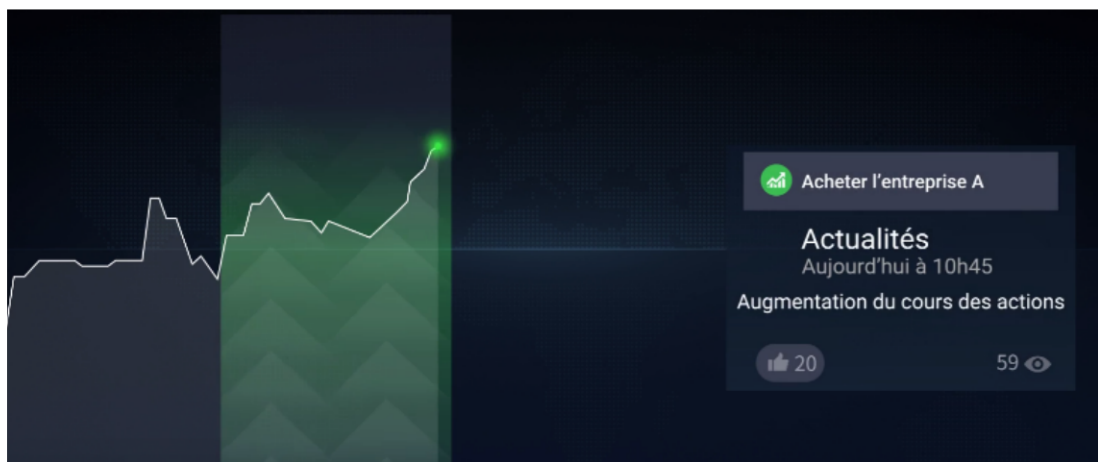 Acheter l’entreprise A
Actualités
Aujourd’hui à 10h45
Augmentation du cours des actions
20
59